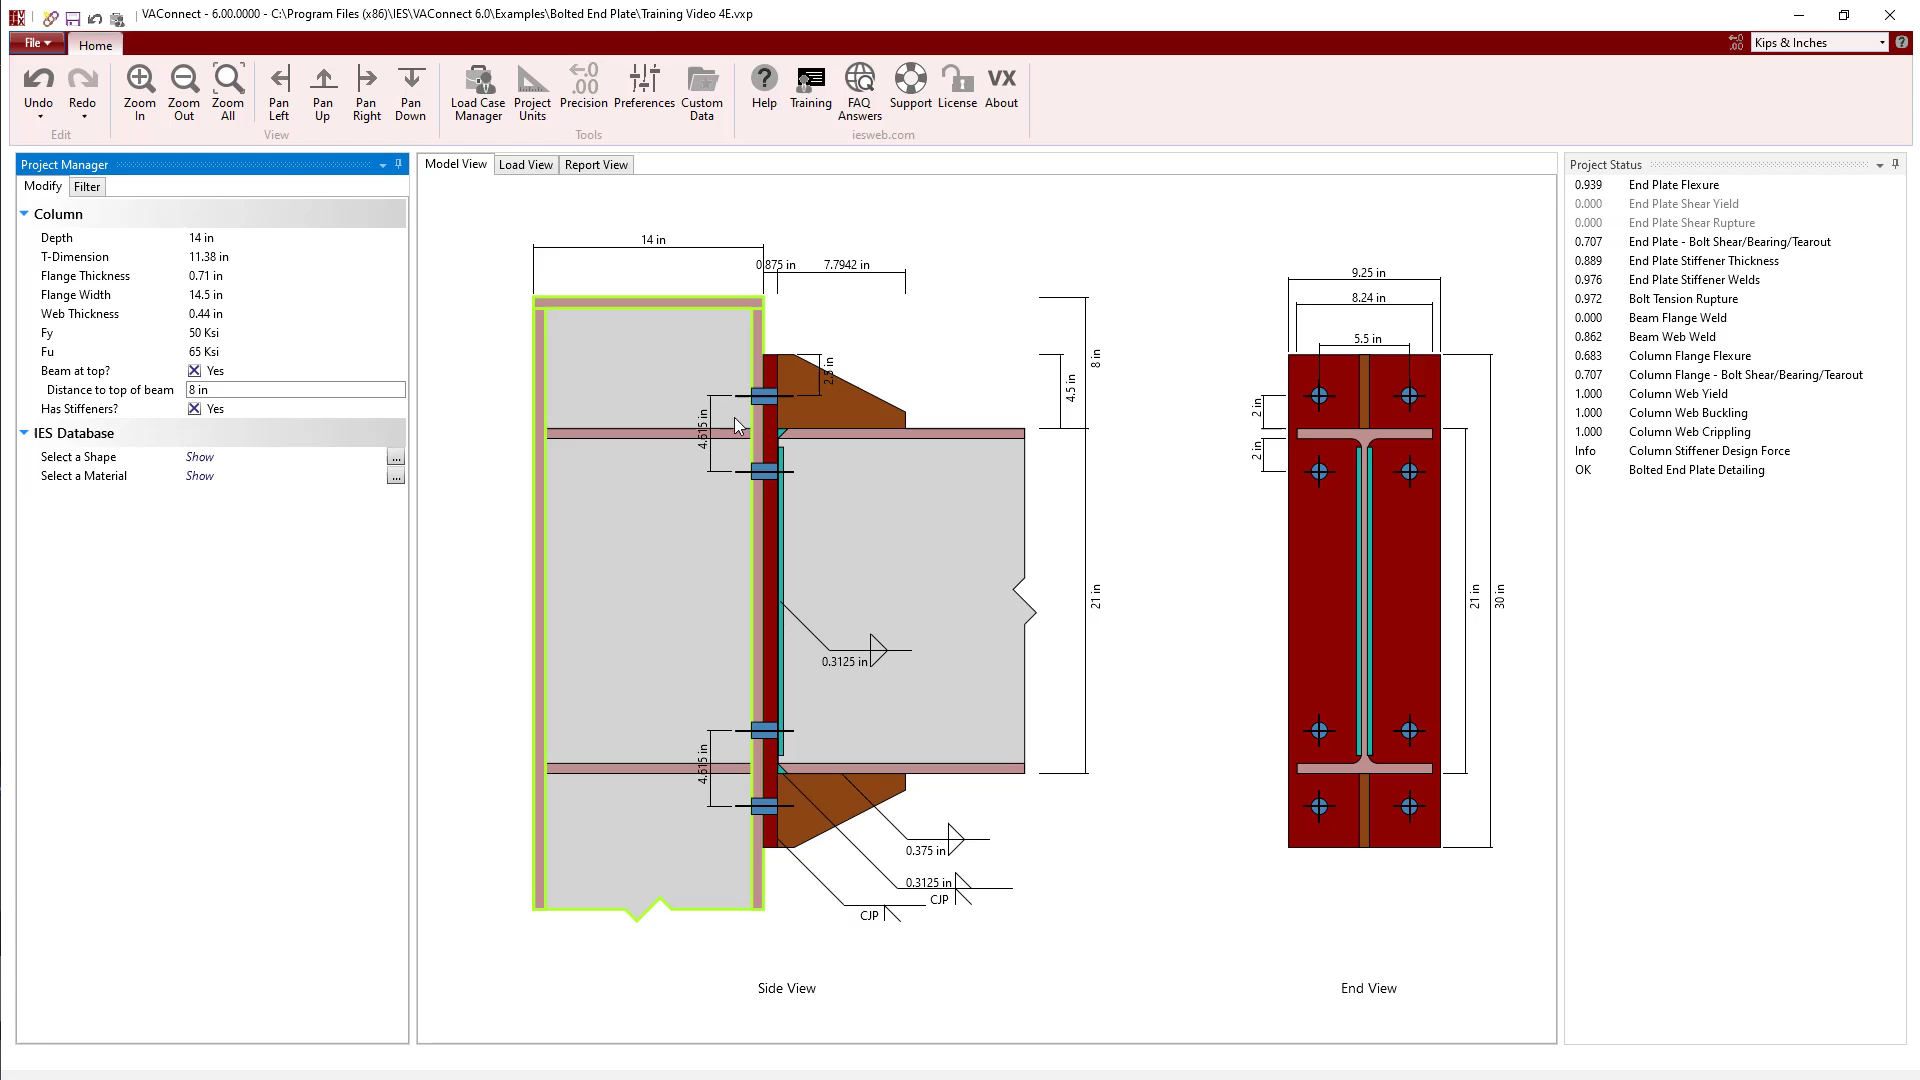 VAConnect - 6.00.0000 - C:\Program Files (x86)\IES\VAConnect 6.0\Examples\Bolted End Plate\Training Video 4E.vxp
File
Home
Kips & Inches
Undo
Redo
Zoom In
Zoom Out
Zoom All
Pan Left
Pan Up
Pan Right
Pan Down
Load Case Manager
Project Units
Precision
Preferences
Custom Data
Help
Training
FAQ Answers
Support
License
VX
About
Edit
View
Tools
iesweb.com
Project Manager
Modify
Filter
Column
Depth 14 in
T-Dimension 11.38 in
Flange Thickness 0.71 in
Flange Width 14.5 in
Web Thickness 0.44 in
Fy 50 Ksi
Fu 65 Ksi
Beam at top? Yes
Distance to top of beam 8 in
Has Stiffeners? Yes
IES Database
Select a Shape Show ...
Select a Material Show ...
Model View
Load View
Report View
14 in
0.875 in
7.7942 in
2.5 in
4.615 in
4.5 in
8 in
21 in
0.3125 in
4.615 in
0.375 in
0.3125 in
CJP
CJP
Side View
9.25 in
8.24 in
5.5 in
2 in
2 in
21 in
30 in
End View
Project Status
0.939 End Plate Flexure
0.000 End Plate Shear Yield
0.000 End Plate Shear Rupture
0.707 End Plate - Bolt Shear/Bearing/Tearout
0.889 End Plate Stiffener Thickness
0.976 End Plate Stiffener Welds
0.972 Bolt Tension Rupture
0.000 Beam Flange Weld
0.862 Beam Web Weld
0.683 Column Flange Flexure
0.707 Column Flange - Bolt Shear/Bearing/Tearout
1.000 Column Web Yield
1.000 Column Web Buckling
1.000 Column Web Crippling
Info Column Stiffener Design Force
OK Bolted End Plate Detailing